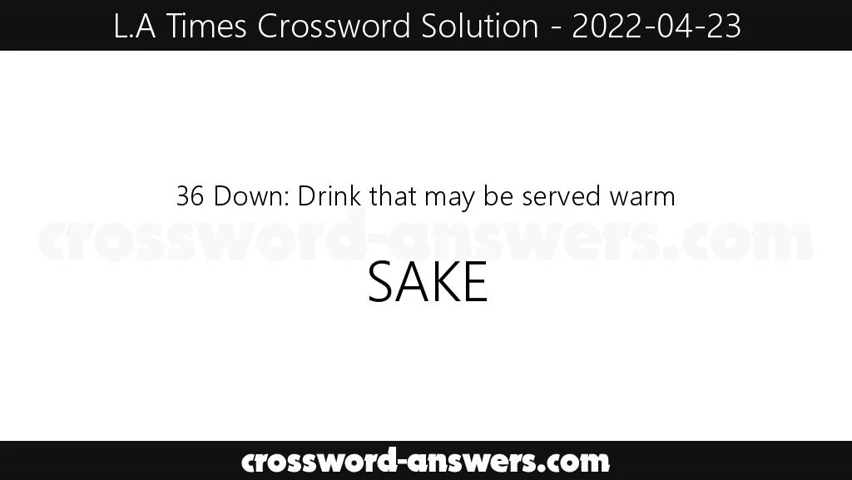 L.A Times Crossword Solution - 2022-04-23
36 Down: Drink that may be served warm
crossword-answers.com
SAKE
crossword-answers.com